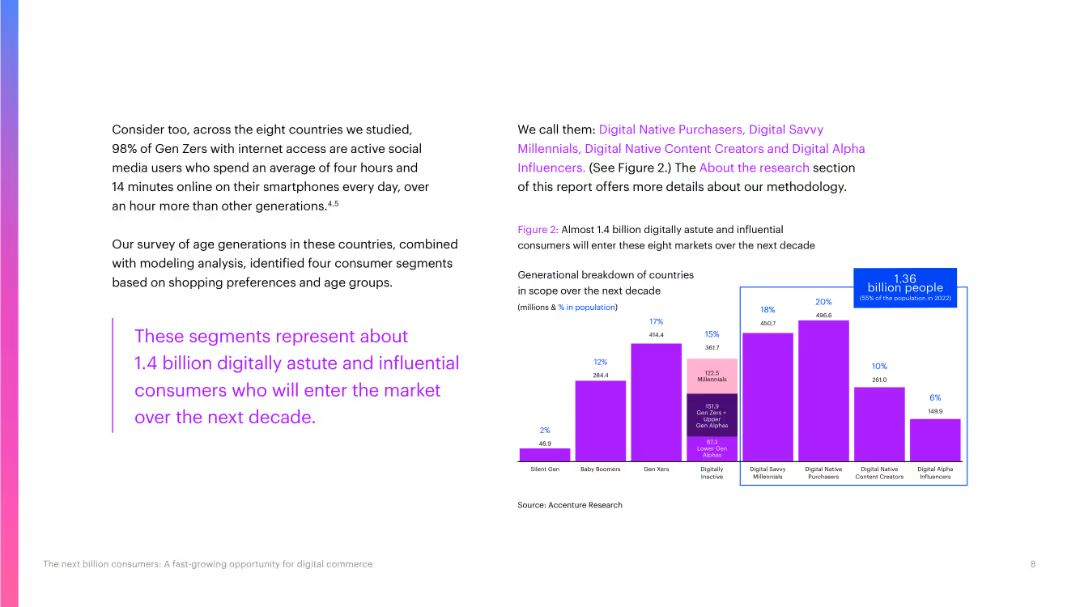 Consider too, across the eight countries we studied,
98% of Gen Zers with internet access are active social
media users who spend an average of four hours and
14 minutes online on their smartphones every day, over
an hour more than other generations.4,5
Our survey of age generations in these countries, combined
with modeling analysis, identified four consumer segments
based on shopping preferences and age groups.
These segments represent about
1.4 billion digitally astute and influential
consumers who will enter the market
over the next decade.
We call them: Digital Native Purchasers, Digital Savvy
Millennials, Digital Native Content Creators and Digital Alpha
Influencers. (See Figure 2.) The About the research section
of this report offers more details about our methodology.
Figure 2: Almost 1.4 billion digitally astute and influential
consumers will enter these eight markets over the next decade
Generational breakdown of countries
in scope over the next decade
(millions & % in population)
1.36
billion people
(55% of the population in 2022)
2%
46.9
12%
284.4
17%
414.4
15%
361.7
122.5
Millennials
151.9
Gen Zers +
Upper
Gen Alphas
87.3
Lower Gen
Alphas
18%
450.7
20%
496.6
10%
261.0
6%
149.9
Silent Gen
Baby Boomers
Gen Xers
Digitally
Inactive
Digital Savvy
Millennials
Digital Native
Purchasers
Digital Native
Content Creators
Digital Alpha
Influencers
Source: Accenture Research
The next billion consumers: A fast-growing opportunity for digital commerce
8